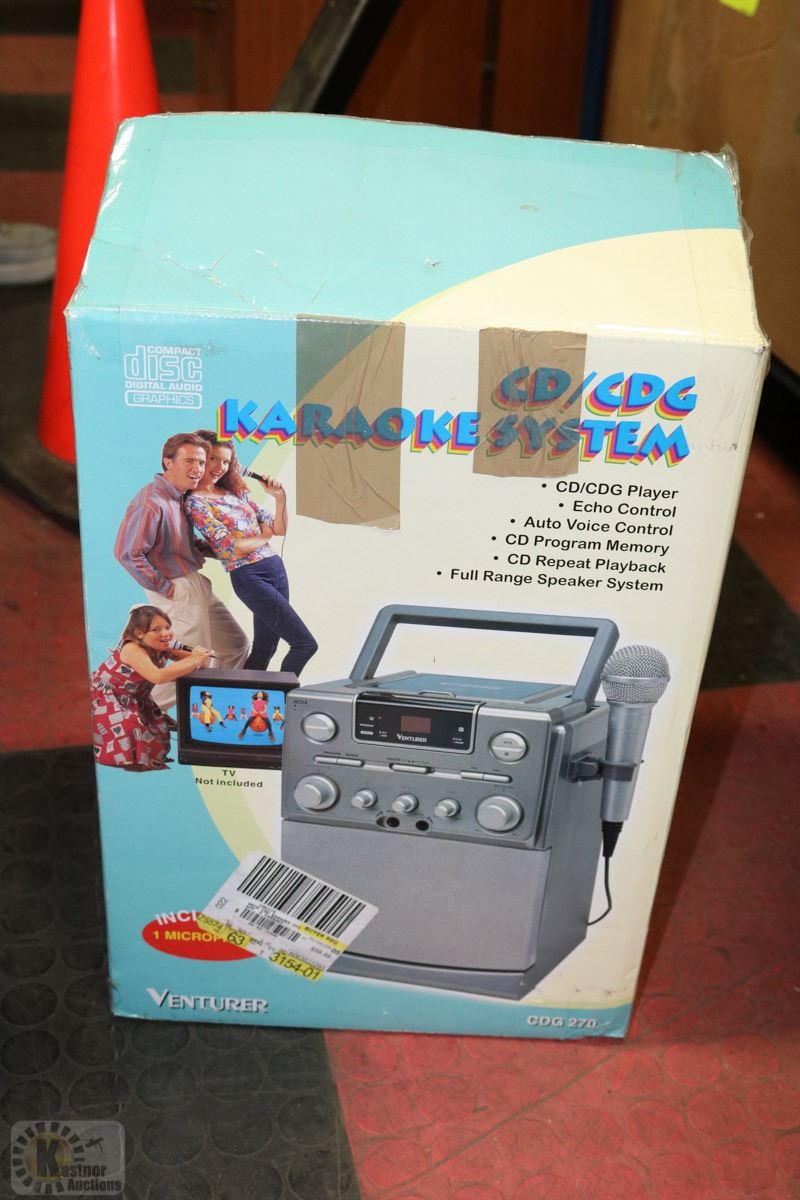 COMPACT
disc
DIGITAL AUDIO
GRAPHICS
CD/CDG
KARAOKE SYSTEM
• CD/CDG Player
• Echo Control
• Auto Voice Control
• CD Program Memory
• CD Repeat Playback
• Full Range Speaker System
VENTURER
TV
Not included
1
63
3154-01
VENTURER
CDG 270
Kastner
Auctions